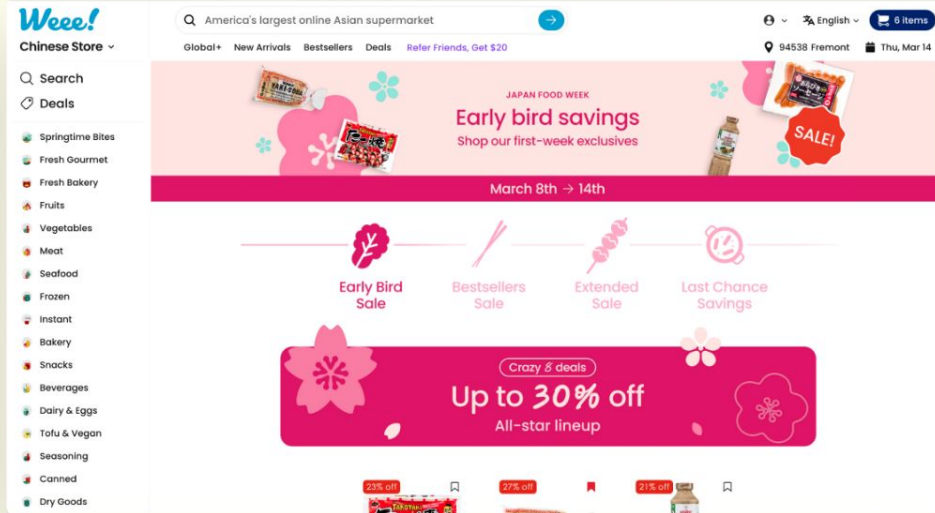 Weee!
America's largest online Asian supermarket
English
6 items
Chinese Store
Global+
New Arrivals
Bestsellers
Deals
Refer Friends, Get $20
94538 Fremont
Thu, Mar 14
Search
Deals
Springtime Bites
Fresh Gourmet
Fresh Bakery
Fruits
Vegetables
Meat
Seafood
Frozen
Instant
Bakery
Snacks
Beverages
Dairy & Eggs
Tofu & Vegan
Seasoning
Canned
Dry Goods
JAPAN FOOD WEEK
Early bird savings
Shop our first-week exclusives
SALE!
March 8th → 14th
Early Bird
Sale
Bestsellers
Sale
Extended
Sale
Last Chance
Savings
Crazy 8 deals
Up to 30% off
All-star lineup
23% off
27% off
21% off
TAKOYAKI